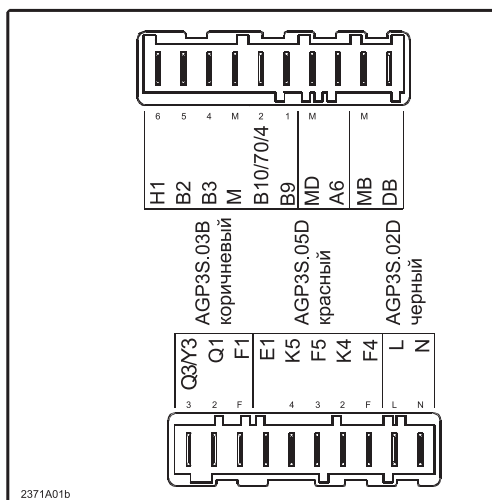 6 5 4 M 2 1 M M
H1 B2 B3 M B10/70/4 B9 MD A6 MB DB
AGP3S.03B
коричневый
AGP3S.05D
красный
AGP3S.02D
черный
Q3/Y3 Q1 F1 E1 K5 F5 K4 F4 L N
3 2 F 4 3 2 F L N
2371A01b